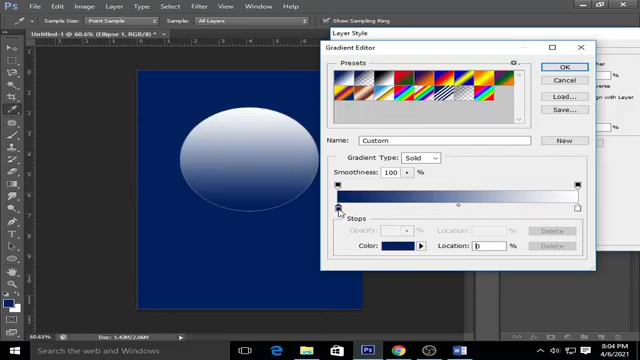 Ps File Edit Image Layer Type Select Filter View Window Help
Sample Size: Point Sample Sample: All Layers Show Sampling Ring
Untitled-1 @ 60.6% (Ellipse 1, RGB/8) *
Layer Style
Gradient Editor
Presets
OK
Cancel
Load...
Save...
Name: Custom New
Gradient Type: Solid
Smoothness: 100 %
Stops
Opacity: % Location: % Delete
Color: Location: 0 % Delete
60.61% Doc: 1.43M/2.06M
Search the web and Windows
8:04 PM
4/6/2021